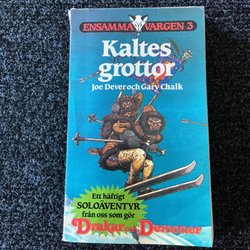 ENSAMMA VARGEN 3
Kaltes
grottor
Joe Dever och Gary Chalk
Ett häftigt
SOLOÄVENTYR
från oss som gör
Drakar och Demoner